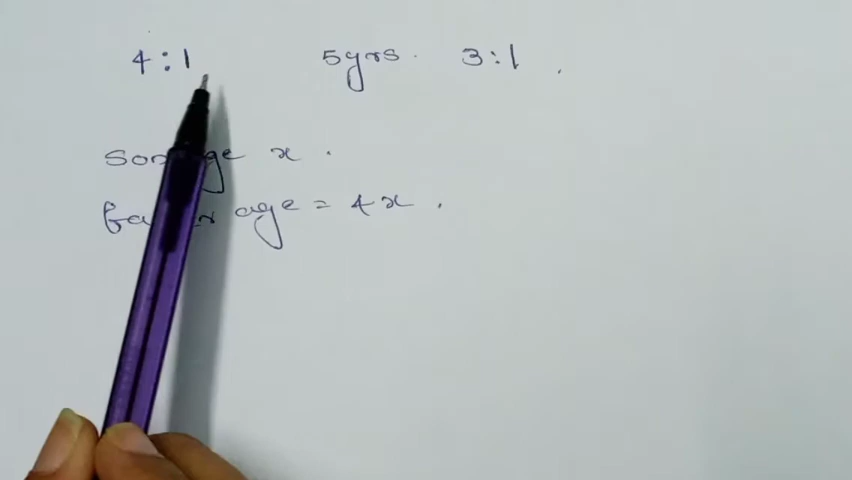 4:1 5yrs. 3:1.
age x.
age = 4x.